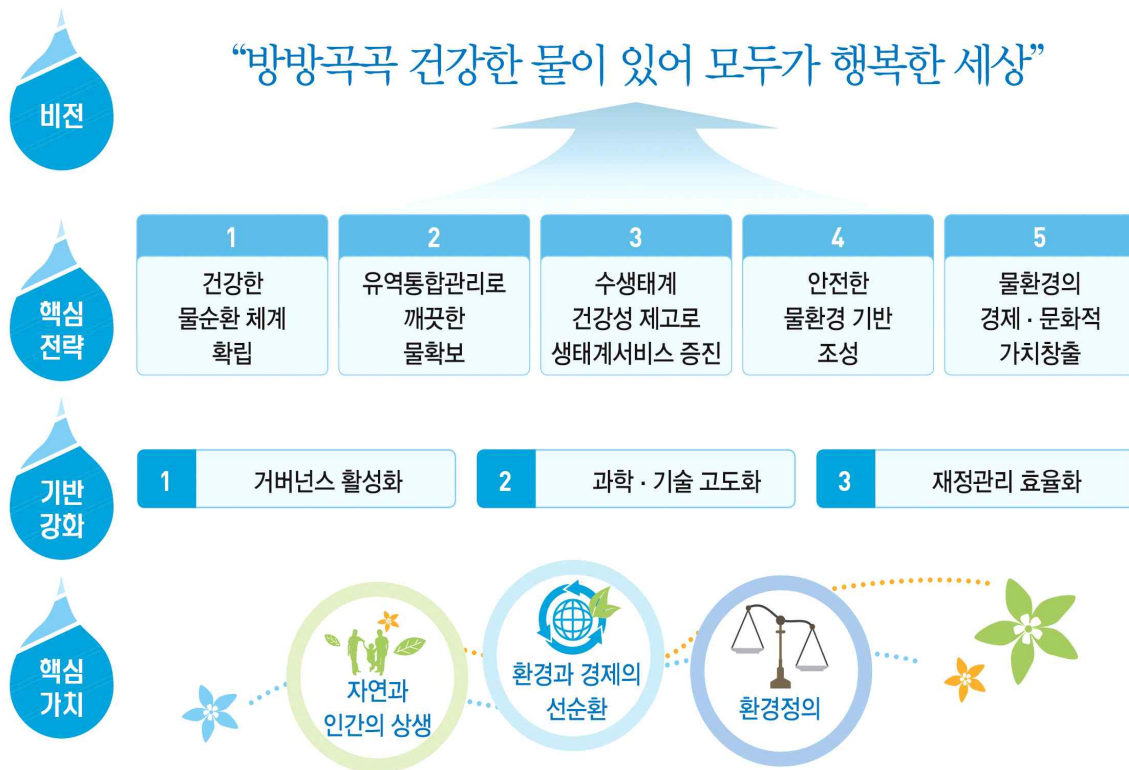 비전
“방방곡곡 건강한 물이 있어 모두가 행복한 세상”
핵심
전략
1
건강한
물순환 체계
확립
2
유역통합관리로
깨끗한
물확보
3
수생태계
건강성 제고로
생태계서비스 증진
4
안전한
물환경 기반
조성
5
물환경의
경제 · 문화적
가치창출
기반
강화
1 거버넌스 활성화
2 과학 · 기술 고도화
3 재정관리 효율화
핵심
가치
자연과
인간의 상생
환경과 경제의
선순환
환경정의